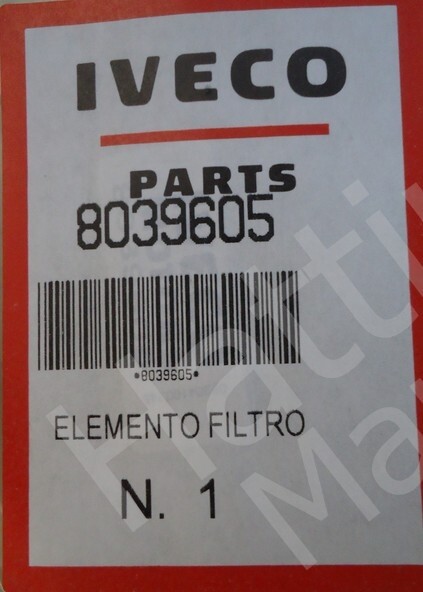 IVECO
PARTS
8039605
*8039605*
ELEMENTO FILTRO
N. 1